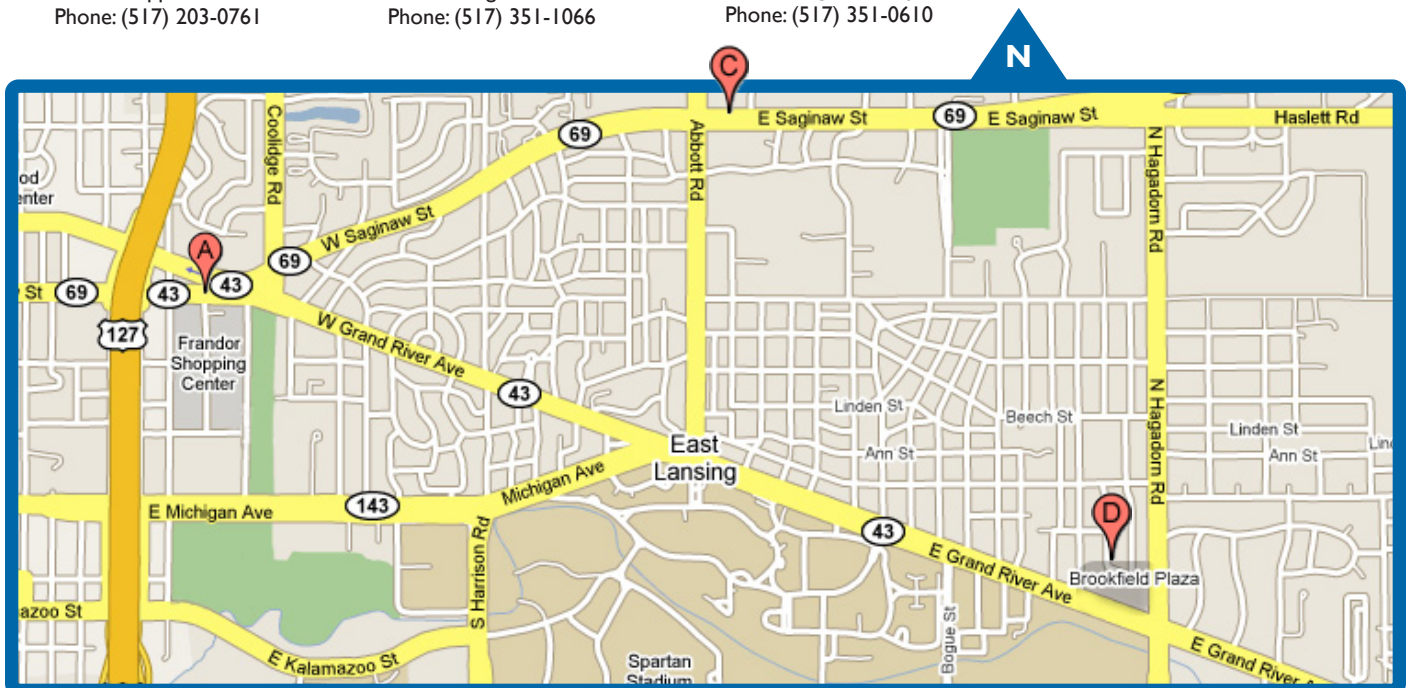 Phone: (517) 203-0761
Phone: (517) 351-1066
Phone: (517) 351-0610
N
C
E Saginaw St
69
E Saginaw St
Haslett Rd
69
Coolidge Rd
Abbott Rd
N Hagadorn Rd
W Saginaw St
A
69
St
69
43
43
127
Frandor
Shopping
Center
W Grand River Ave
43
Linden St
Beech St
N Hagadorn Rd
Linden St
Ann St
Ann St
East
Lansing
Michigan Ave
E Michigan Ave
143
S Harrison Rd
43
D
E Grand River Ave
Brookfield Plaza
Bogue St
E Kalamazoo St
Spartan
Stadium
E Grand River